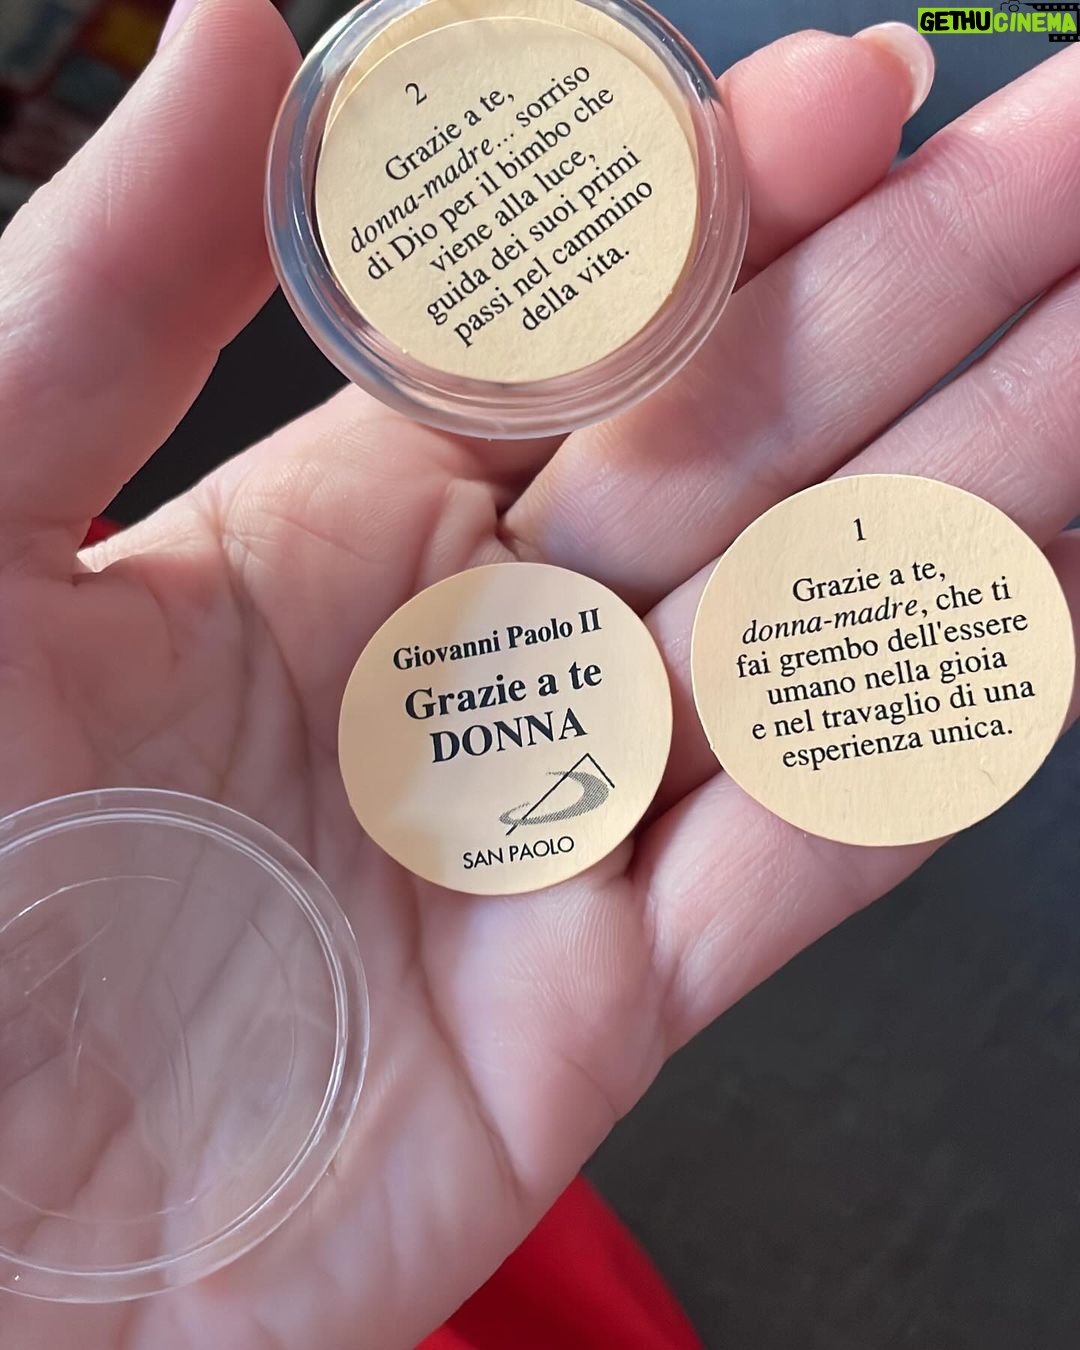 GETHUCINEMA
2
Grazie a te,
donna-madre... sorriso
di Dio per il bimbo che
viene alla luce,
guida dei suoi primi
passi nel cammino
della vita.
Giovanni Paolo II
Grazie a te
DONNA
SAN PAOLO
1
Grazie a te,
donna-madre, che ti
fai grembo dell'essere
umano nella gioia
e nel travaglio di una
esperienza unica.